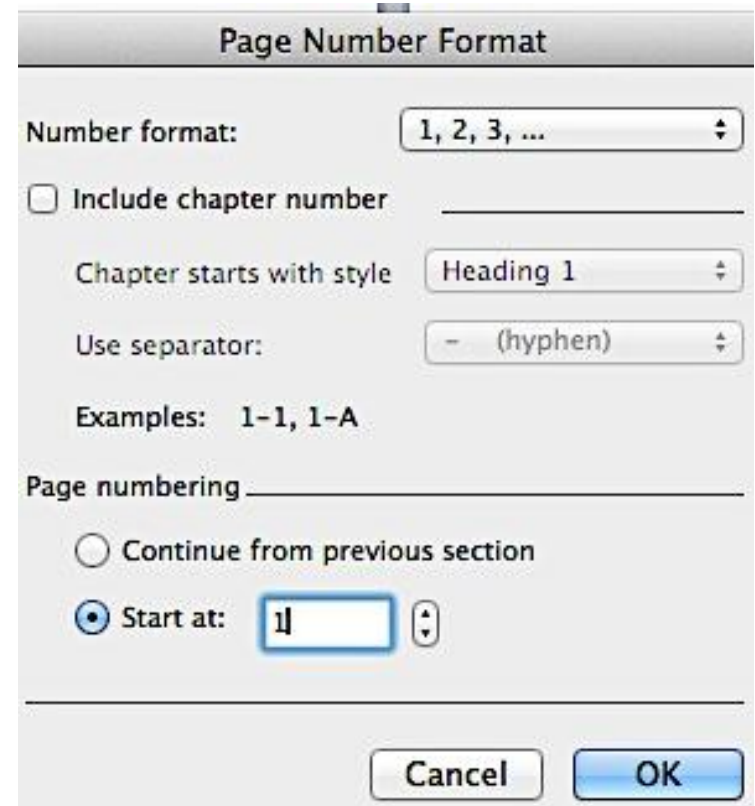 Page Number Format
Number format: 1, 2, 3, ...
Include chapter number
Chapter starts with style Heading 1
Use separator: - (hyphen)
Examples: 1-1, 1-A
Page numbering
Continue from previous section
Start at: 1
Cancel OK